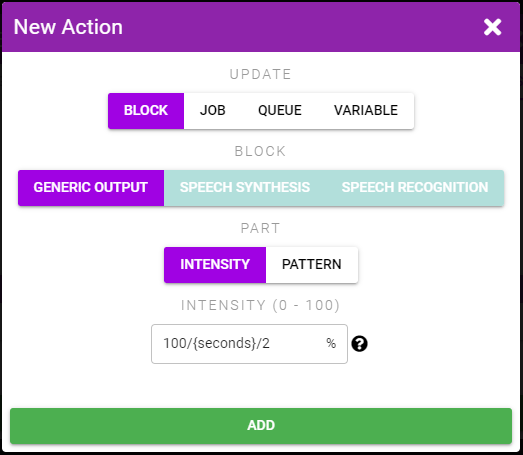 New Action
UPDATE
BLOCK JOB QUEUE VARIABLE
BLOCK
GENERIC OUTPUT SPEECH SYNTHESIS SPEECH RECOGNITION
PART
INTENSITY PATTERN
INTENSITY (0 - 100)
100/{seconds}/2 %
ADD